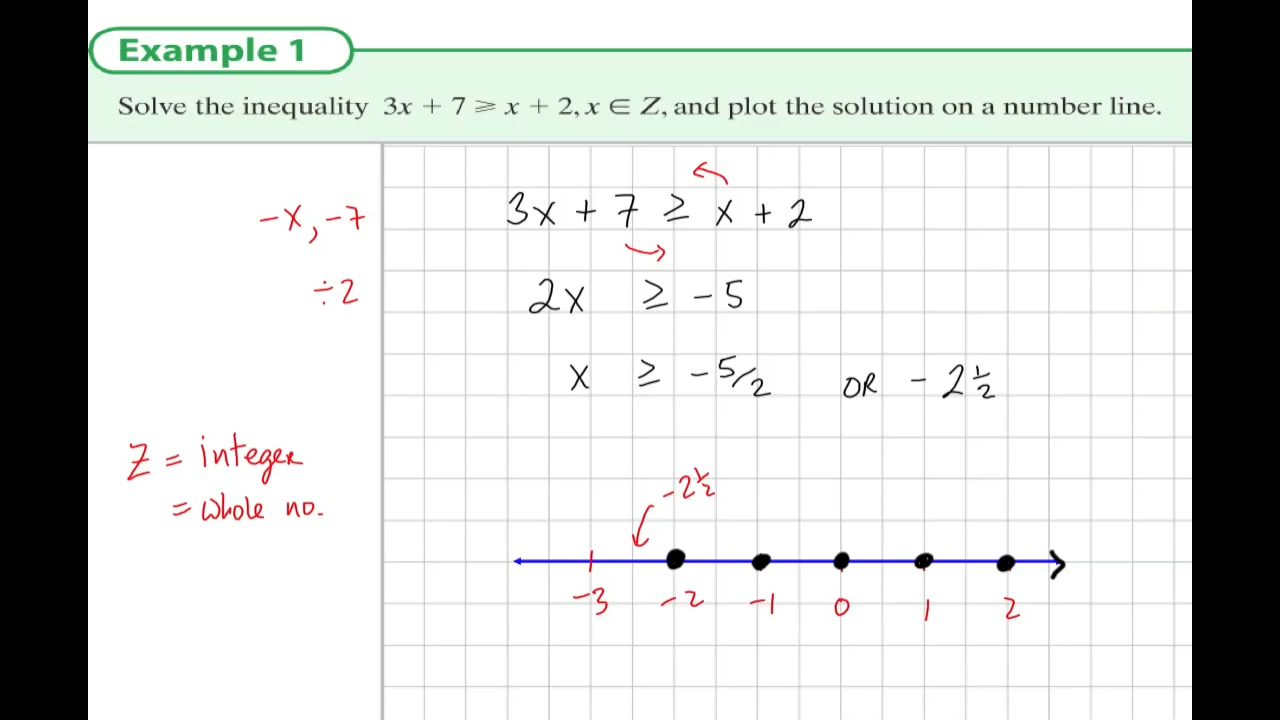 Example 1
Solve the inequality 3x + 7 ⩾ x + 2, x ∈ Z, and plot the solution on a number line.
-x, -7
3x + 7 ≥ x + 2
÷2
2x ≥ -5
x ≥ -5/2 OR -2½
Z = integer
= whole no.
-2½
-3 -2 -1 0 1 2